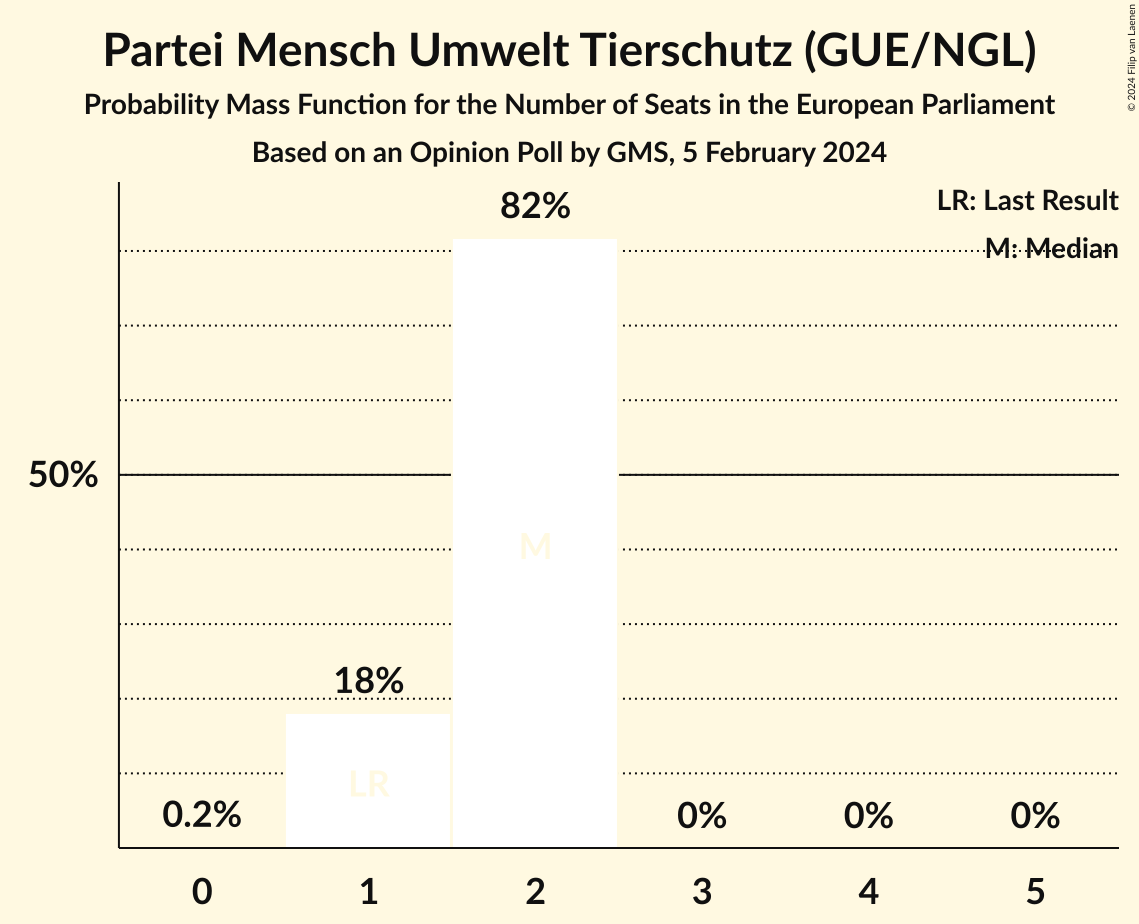 Partei Mensch Umwelt Tierschutz (GUE/NGL)
Probability Mass Function for the Number of Seats in the European Parliament
Based on an Opinion Poll by GMS, 5 February 2024
© 2024 Filip van Laenen
LR: Last Result
M: Median
82%
50%
M
18%
LR
0.2%
0% 0% 0%
0 1 2 3 4 5